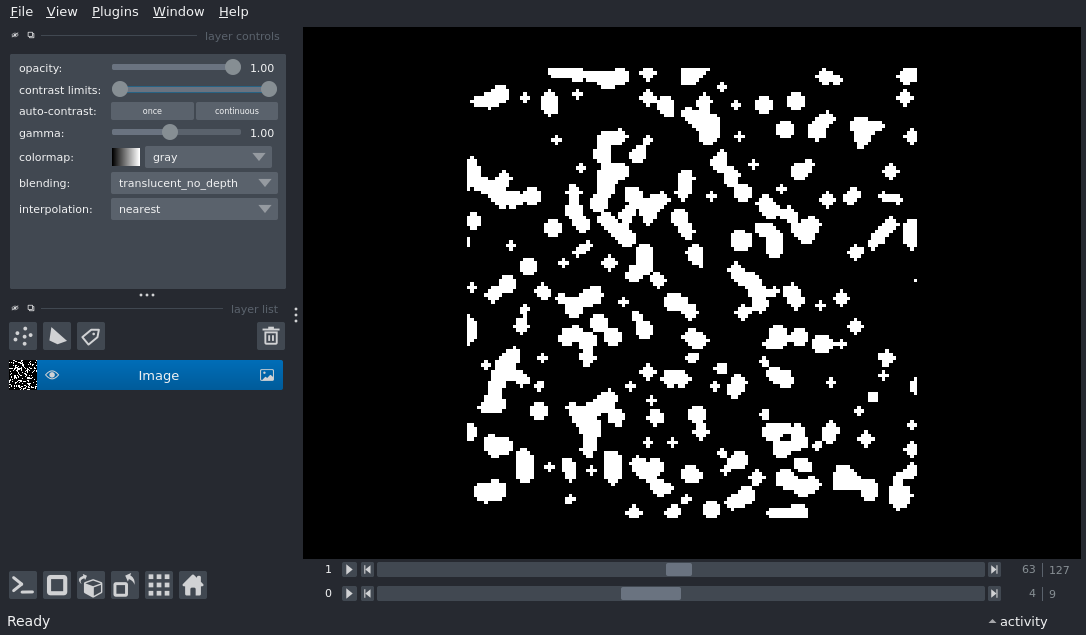 File View Plugins Window Help
layer controls
opacity: 1.00
contrast limits:
auto-contrast: once continuous
gamma: 1.00
colormap: gray
blending: translucent_no_depth
interpolation: nearest
layer list
Image
1 63 127
0 4 9
Ready activity